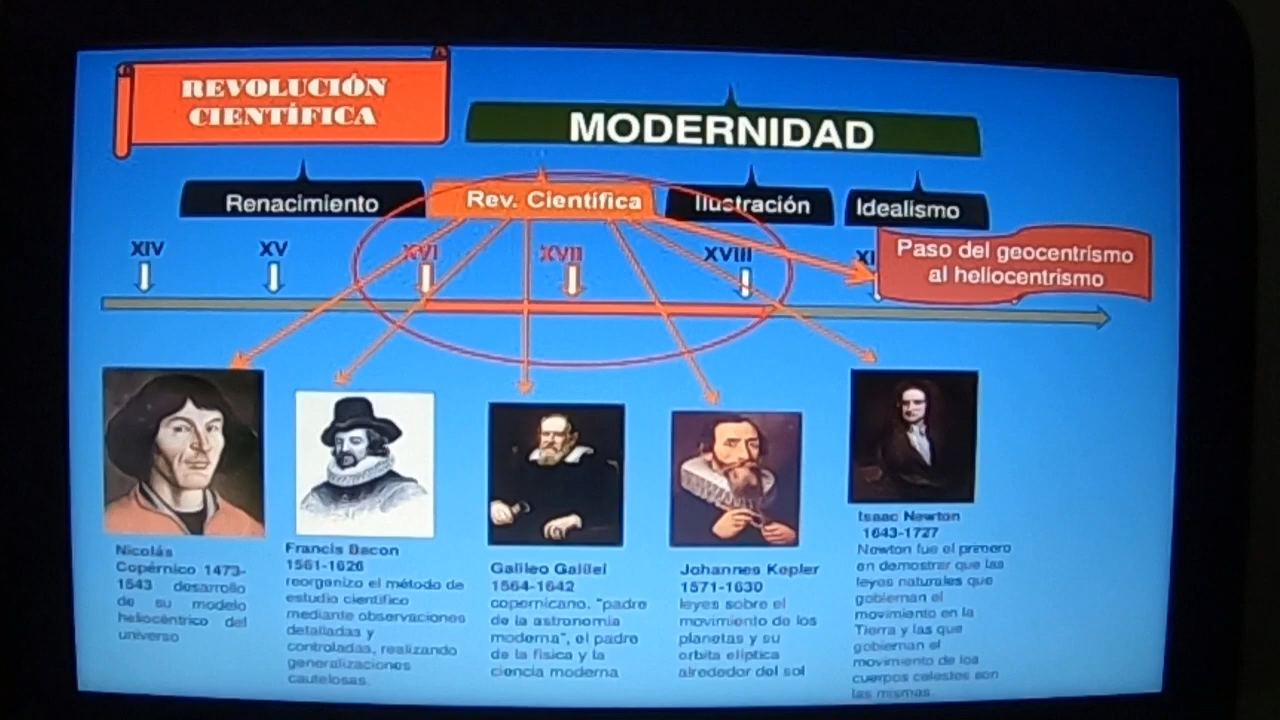 REVOLUCIÓN
CIENTÍFICA
MODERNIDAD
Renacimiento
Rev. Científica
Ilustración
Idealismo
XIV
XV
XVI
XVII
XVIII
XI
Paso del geocentrismo
al heliocentrismo
Nicolás
Copérnico 1473-
1543 desarrollo
de su modelo
heliocéntrico del
universo
Francis Bacon
1561-1626
reorganizo el método de
estudio científico
mediante observaciones
detalladas y
controladas, realizando
generalizaciones
cautelosas.
Galileo Galilei
1564-1642
copernicano. "padre
de la astronomía
moderna", el padre
de la física y la
ciencia moderna
Johannes Kepler
1571-1630
leyes sobre el
movimiento de los
planetas y su
orbita elíptica
alrededor del sol
Isaac Newton
1643-1727
Newton fue el primero
en demostrar que las
leyes naturales que
gobiernan el
movimiento en la
Tierra y las que
gobiernan el
movimiento de los
cuerpos celestes son
las mismas.